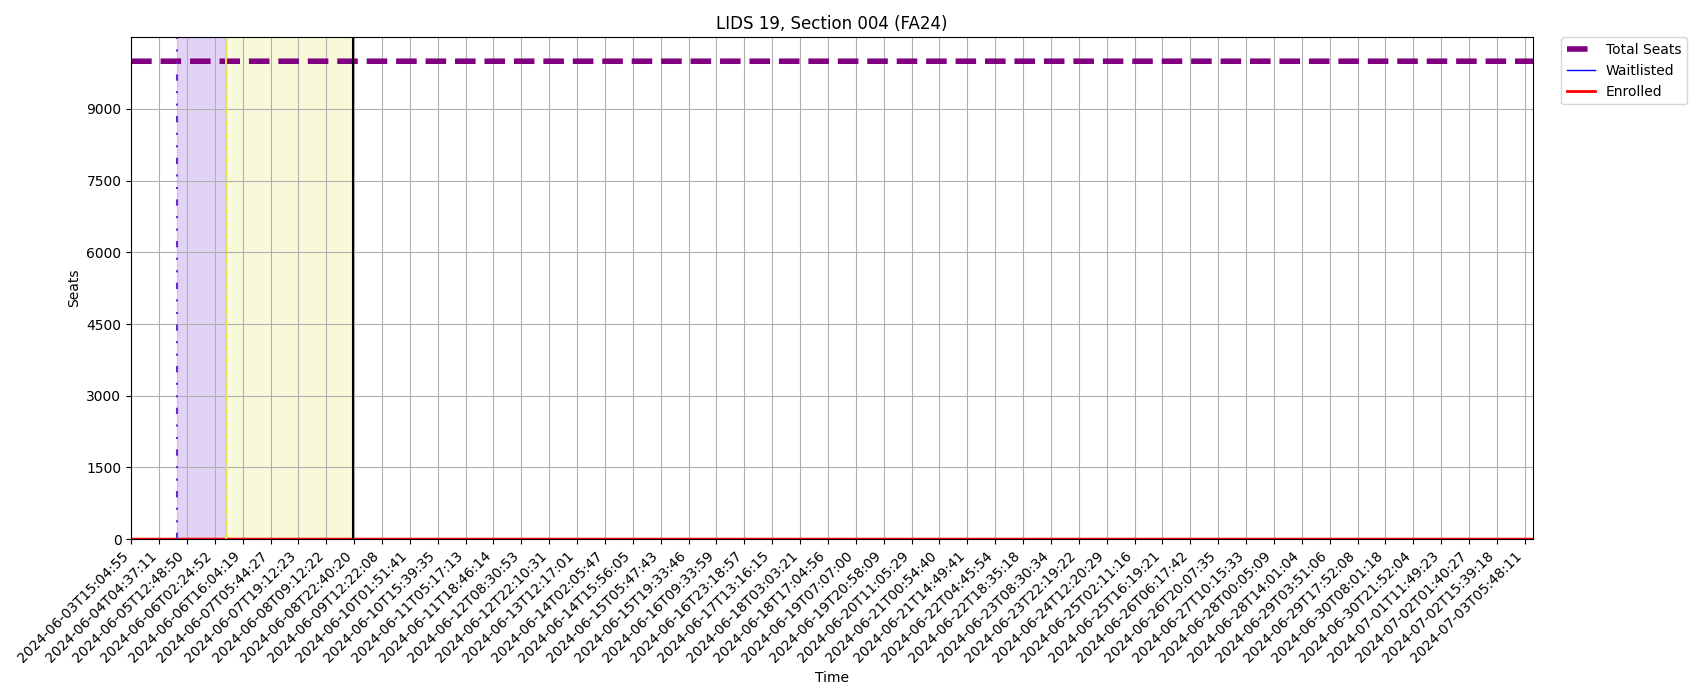 LIDS 19, Section 004 (FA24)
Total Seats
Waitlisted
Enrolled
Seats
9000
7500
6000
4500
3000
1500
0
2024-06-03T15:04:55
2024-06-04T04:37:11
2024-06-05T12:48:50
2024-06-06T02:24:52
2024-06-06T16:04:19
2024-06-07T05:44:27
2024-06-07T19:12:23
2024-06-08T09:12:22
2024-06-08T22:40:20
2024-06-09T12:22:08
2024-06-10T01:51:41
2024-06-10T15:39:35
2024-06-11T05:17:13
2024-06-11T18:46:14
2024-06-12T08:30:53
2024-06-12T22:10:31
2024-06-13T12:17:01
2024-06-14T02:05:47
2024-06-14T15:56:05
2024-06-15T05:47:43
2024-06-15T19:33:46
2024-06-16T09:33:59
2024-06-16T23:18:57
2024-06-17T13:16:15
2024-06-18T03:03:21
2024-06-18T17:04:56
2024-06-19T07:07:00
2024-06-19T20:58:09
2024-06-20T11:05:29
2024-06-21T00:54:40
2024-06-21T14:49:41
2024-06-22T04:45:54
2024-06-22T18:35:18
2024-06-23T08:30:34
2024-06-23T22:19:22
2024-06-24T12:20:29
2024-06-25T02:11:16
2024-06-25T16:19:21
2024-06-26T06:17:42
2024-06-26T20:07:35
2024-06-27T10:15:33
2024-06-28T00:05:09
2024-06-28T14:01:04
2024-06-29T03:51:06
2024-06-29T17:52:08
2024-06-30T08:01:18
2024-06-30T21:52:04
2024-07-01T11:49:23
2024-07-02T01:40:27
2024-07-02T15:39:18
2024-07-03T05:48:11
Time